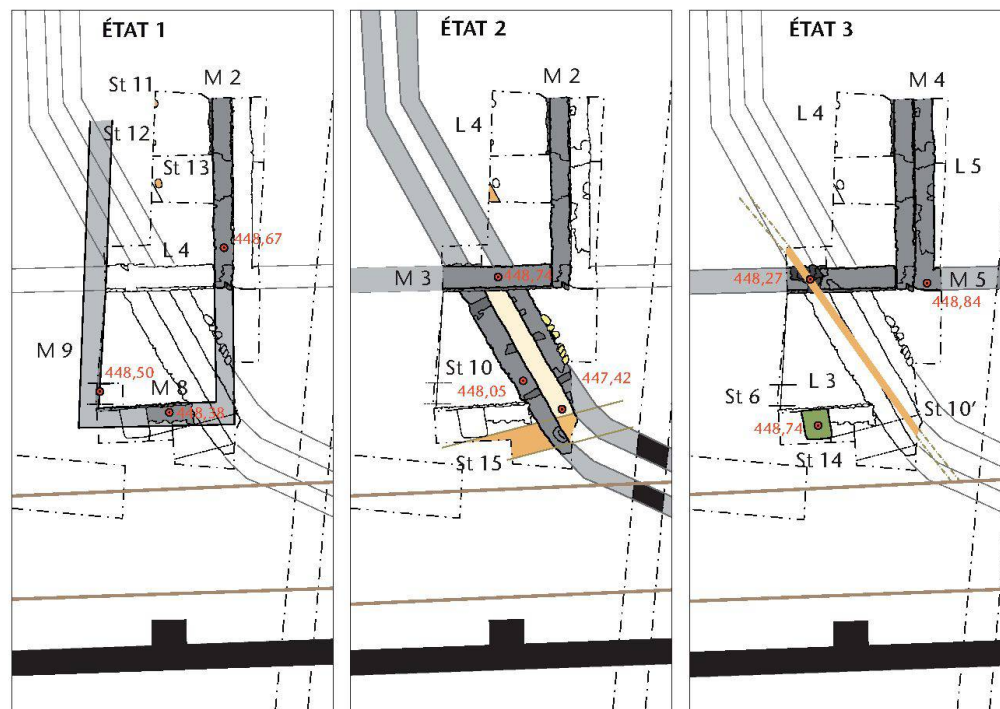 ÉTAT 1
M 2
St 11
St 12
St 13
448,67
L 4
M 9
448,50
M 8
448,38
ÉTAT 2
M 2
L 4
M 3
448,74
St 10
448,05
447,42
St 15
ÉTAT 3
M 4
L 4
L 5
448,27
M 5
448,84
St 6
L 3
St 10'
448,74
St 14